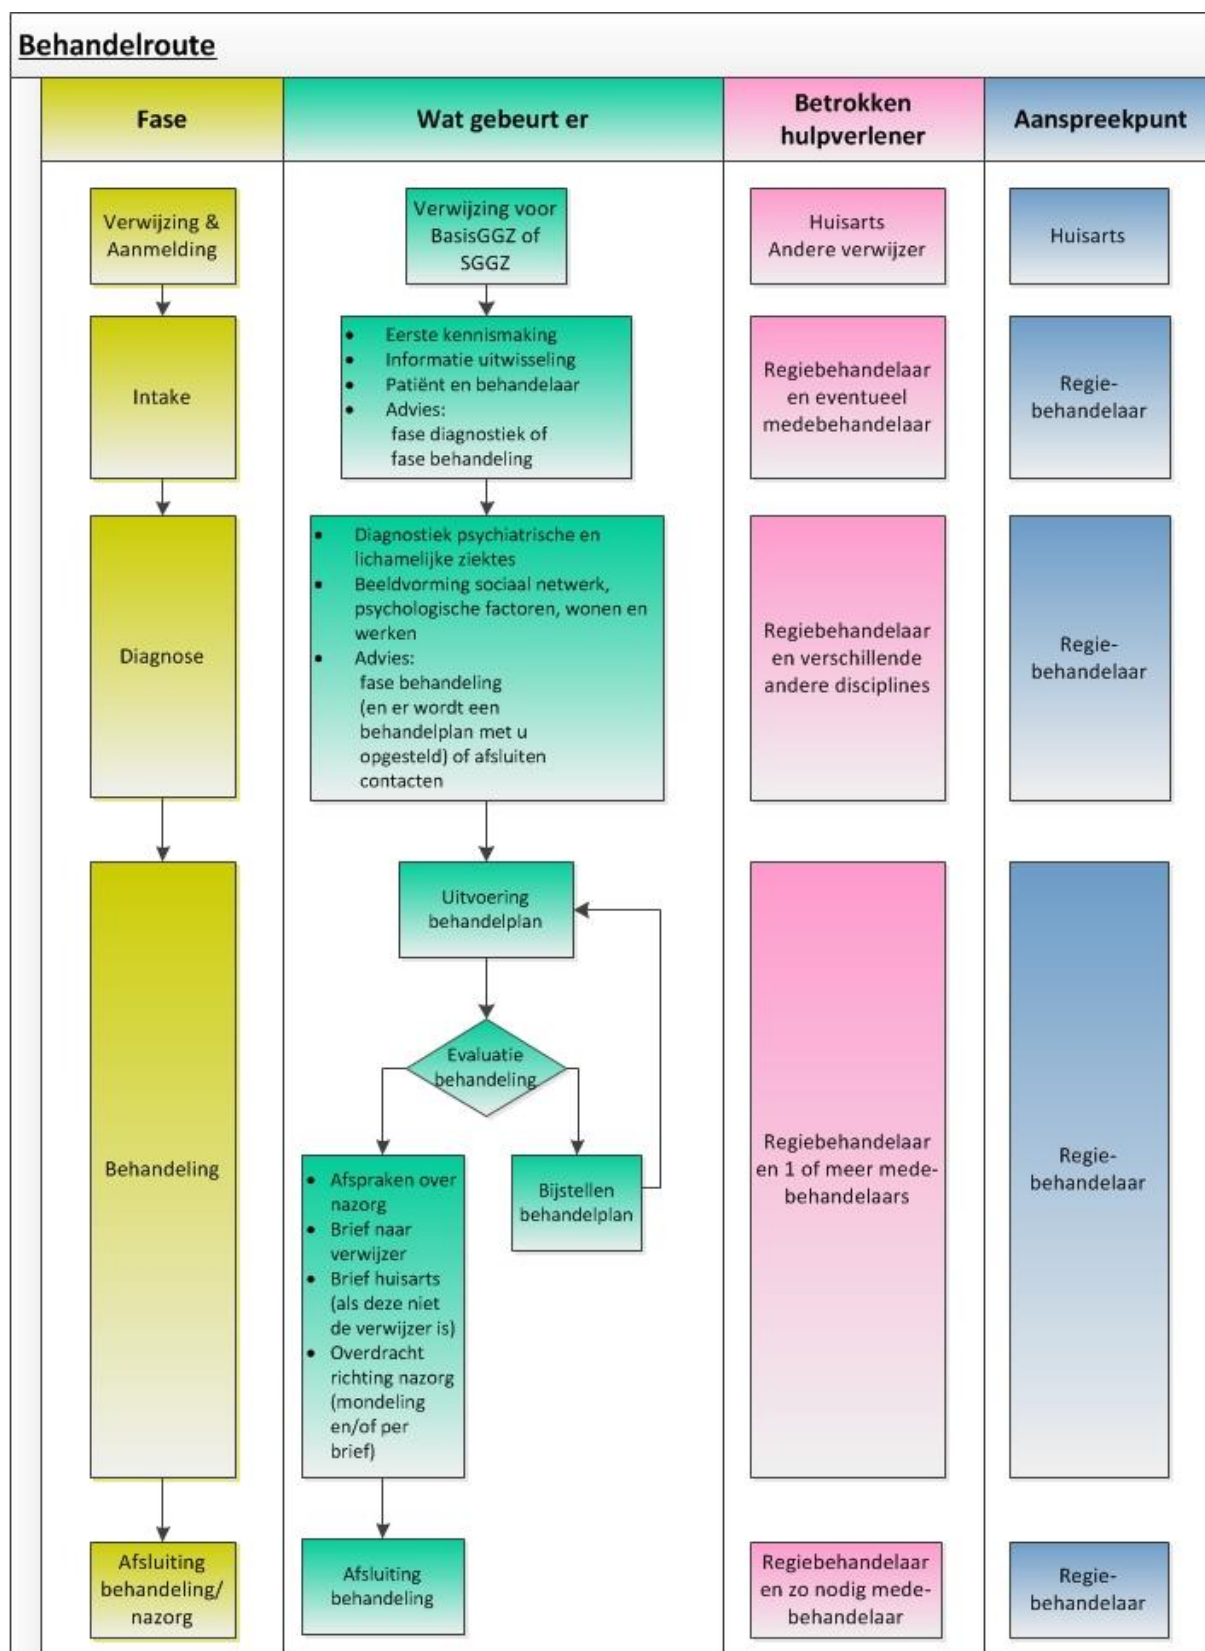 Behandelroute
Fase
Wat gebeurt er
Betrokken
hulpverlener
Aanspreekpunt
Verwijzing &
Aanmelding
Verwijzing voor
BasisGGZ of
SGGZ
Huisarts
Andere verwijzer
Huisarts
Intake
• Eerste kennismaking
• Informatie uitwisseling
• Patiënt en behandelaar
• Advies:
fase diagnostiek of
fase behandeling
Regiebehandelaar
en eventueel
medebehandelaar
Regie-
behandelaar
Diagnose
• Diagnostiek psychiatrische en
lichamelijke ziektes
• Beeldvorming sociaal netwerk,
psychologische factoren, wonen en
werken
• Advies:
fase behandeling
(en er wordt een
behandelplan met u
opgesteld) of afsluiten
contacten
Regiebehandelaar
en verschillende
andere disciplines
Regie-
behandelaar
Behandeling
Uitvoering
behandelplan
Evaluatie
behandeling
• Afspraken over
nazorg
• Brief naar
verwijzer
• Brief huisarts
(als deze niet
de verwijzer is)
• Overdracht
richting nazorg
(mondeling
en/of per
brief)
Bijstellen
behandelplan
Regiebehandelaar
en 1 of meer mede-
behandelaars
Regie-
behandelaar
Afsluiting
behandeling/
nazorg
Afsluiting
behandeling
Regiebehandelaar
en zo nodig mede-
behandelaar
Regie-
behandelaar